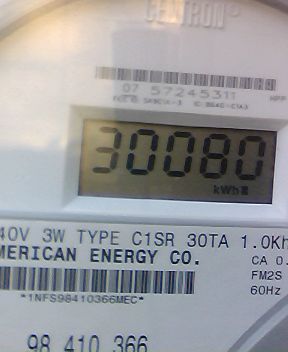 CENTRON®
07 57245311
30080
kWh
40V 3W TYPE C1SR 30TA 1.0Kh
MERICAN ENERGY CO.
CA 0.
FM2S
*1NFS98410366MEC*
60Hz
98 410 366